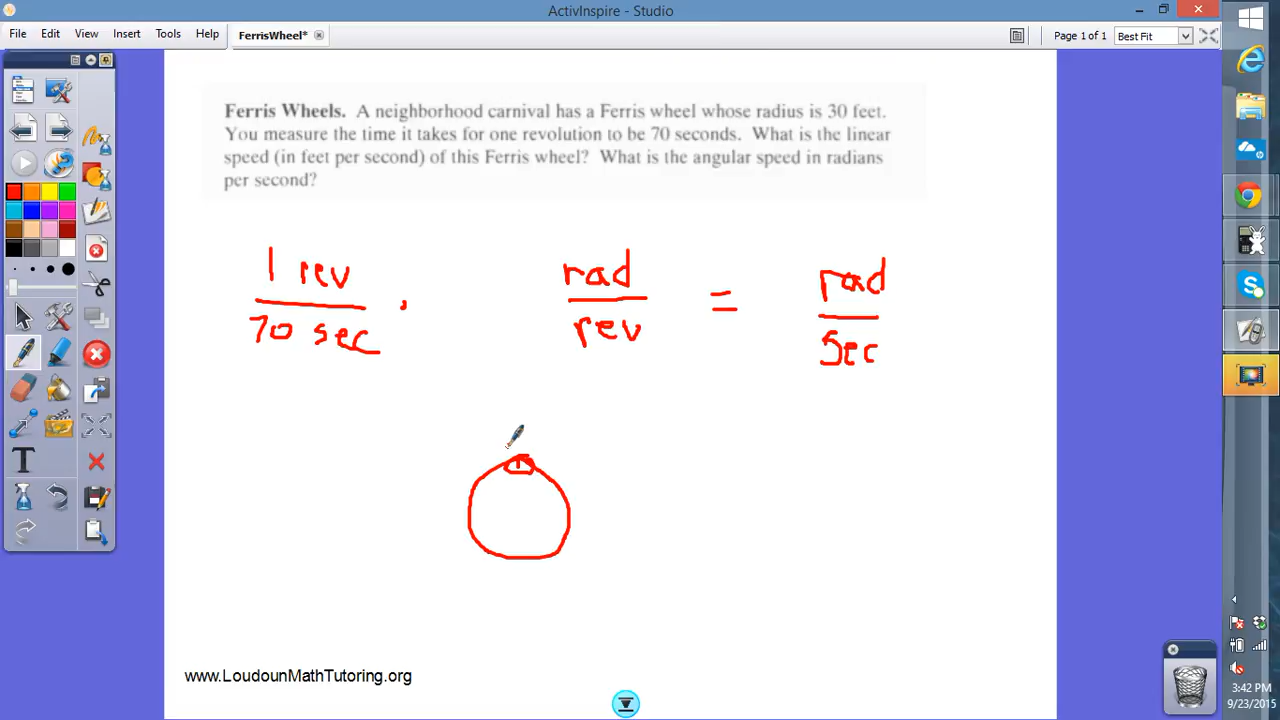 ActivInspire - Studio
File Edit View Insert Tools Help FerrisWheel* Page 1 of 1 Best Fit
Ferris Wheels. A neighborhood carnival has a Ferris wheel whose radius is 30 feet.
You measure the time it takes for one revolution to be 70 seconds. What is the linear
speed (in feet per second) of this Ferris wheel? What is the angular speed in radians
per second?
1 rev rad = rad
70 sec · rev sec
www.LoudounMathTutoring.org
3:42 PM
9/23/2015